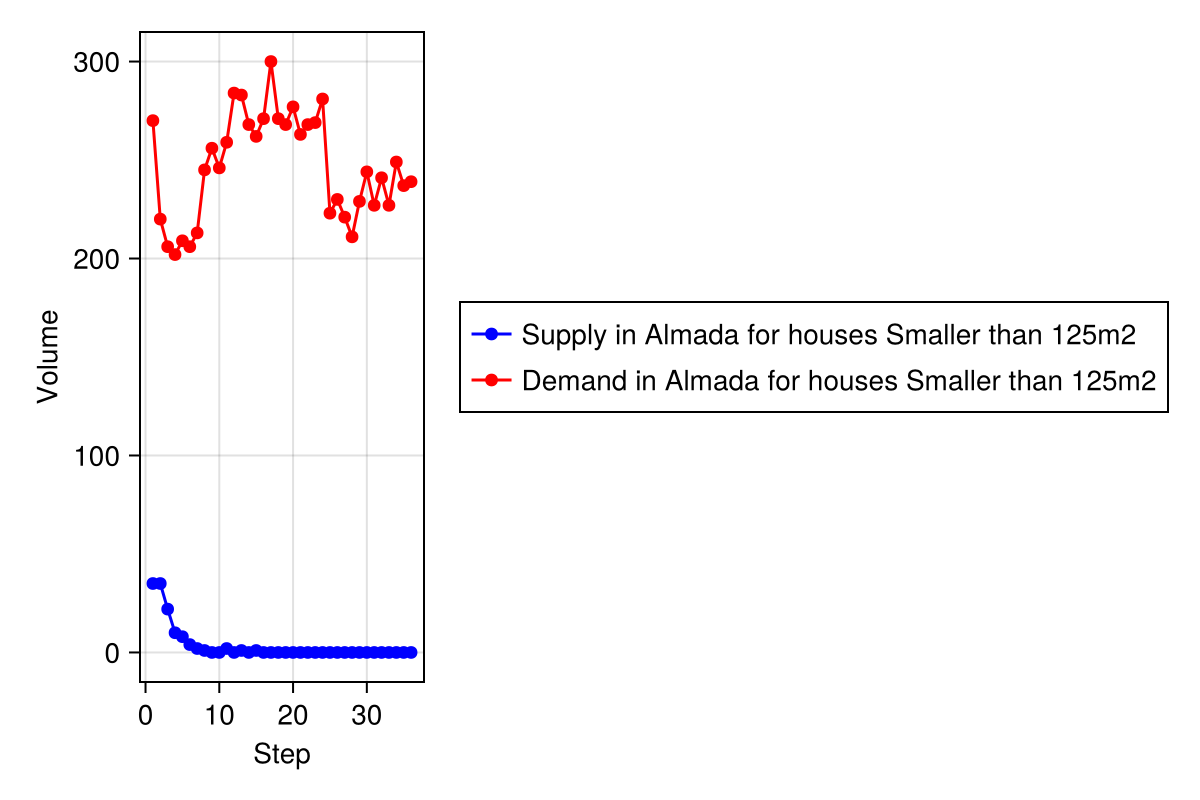 Volume
300
200
100
0
0 10 20 30
Step
Supply in Almada for houses Smaller than 125m2
Demand in Almada for houses Smaller than 125m2